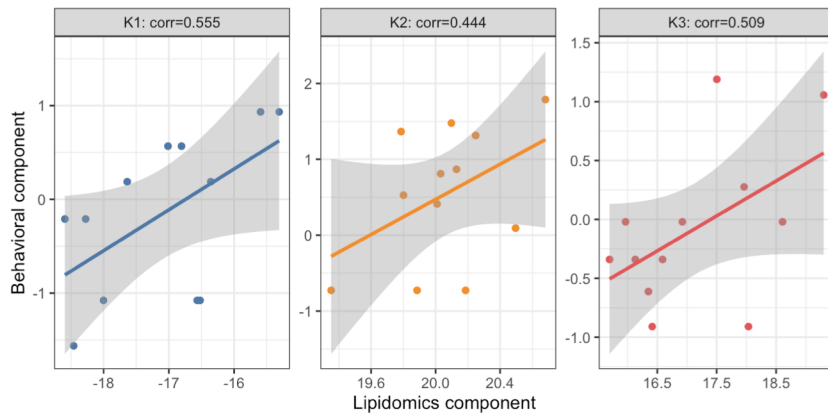 K1: corr=0.555
K2: corr=0.444
K3: corr=0.509
Behavioral component
1
0
-1
2
1
0
-1
1.5
1.0
0.5
0.0
-0.5
-1.0
-18 -17 -16
19.6 20.0 20.4
16.5 17.5 18.5
Lipidomics component